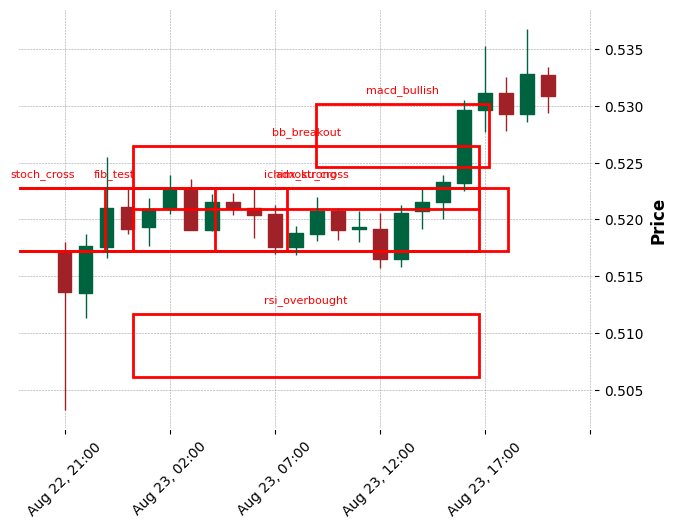 0.535
macd_bullish
0.530
bb_breakout
0.525
stoch_cross
fib_test
0.520
Price
0.515
rsi_overbought
0.510
0.505
Aug 22, 21:00
Aug 23, 02:00
Aug 23, 07:00
Aug 23, 12:00
Aug 23, 17:00